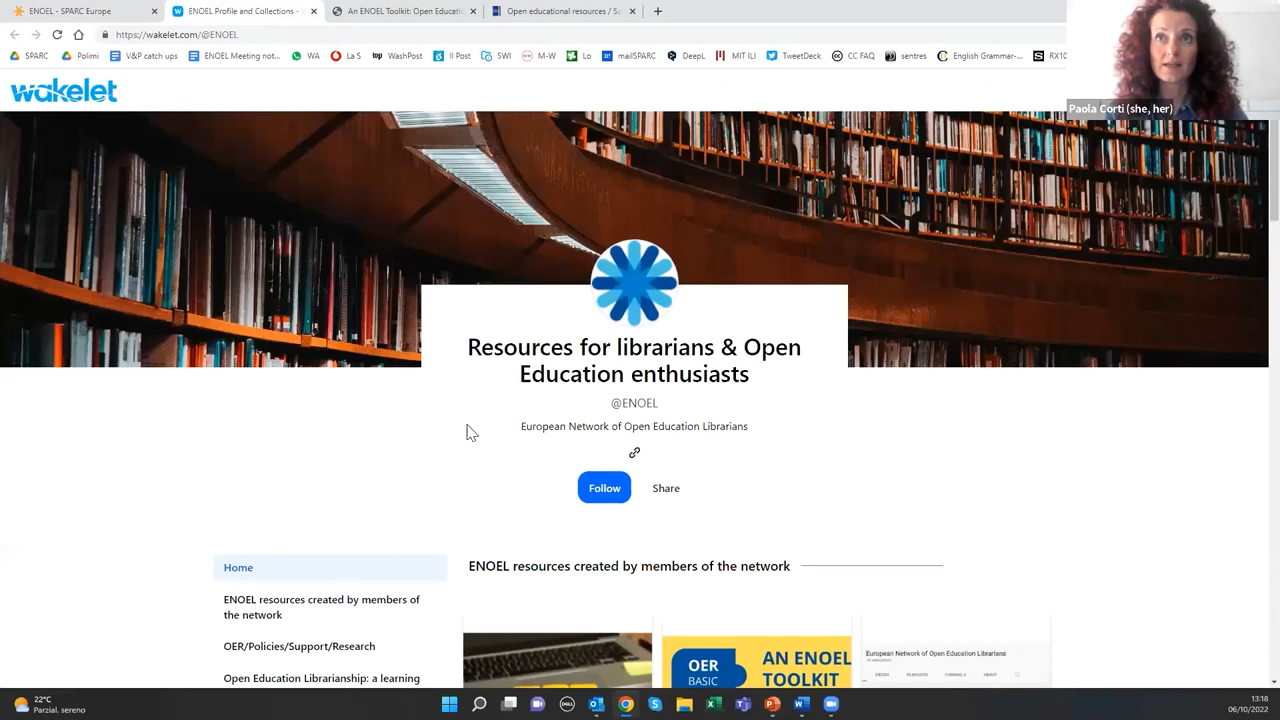 ENOEL - SPARC Europe
ENOEL Profile and Collections -
An ENOEL Toolkit: Open Educati
Open educational resources / Sc
https://wakelet.com/@ENOEL
SPARC
Polimi
V&P catch ups
ENOEL Meeting not...
WA
La S
WashPost
Il Post
SWI
M-W
Lo
mailSPARC
DeepL
MIT ILI
TweetDeck
CC FAQ
sentres
English Grammar-...
RX10
Paola Corti (she, her)
wakelet
Resources for librarians & Open
Education enthusiasts
@ENOEL
European Network of Open Education Librarians
Follow
Share
Home
ENOEL resources created by members of
the network
OER/Policies/Support/Research
Open Education Librarianship: a learning
ENOEL resources created by members of the network
OER
BASIC
AN ENOEL
TOOLKIT
European Network of Open Education Librarians
VIDEOS
PLAYLISTS
CHANNELS
ABOUT
22°C
Parzial. sereno
DELL
13:18
06/10/2022